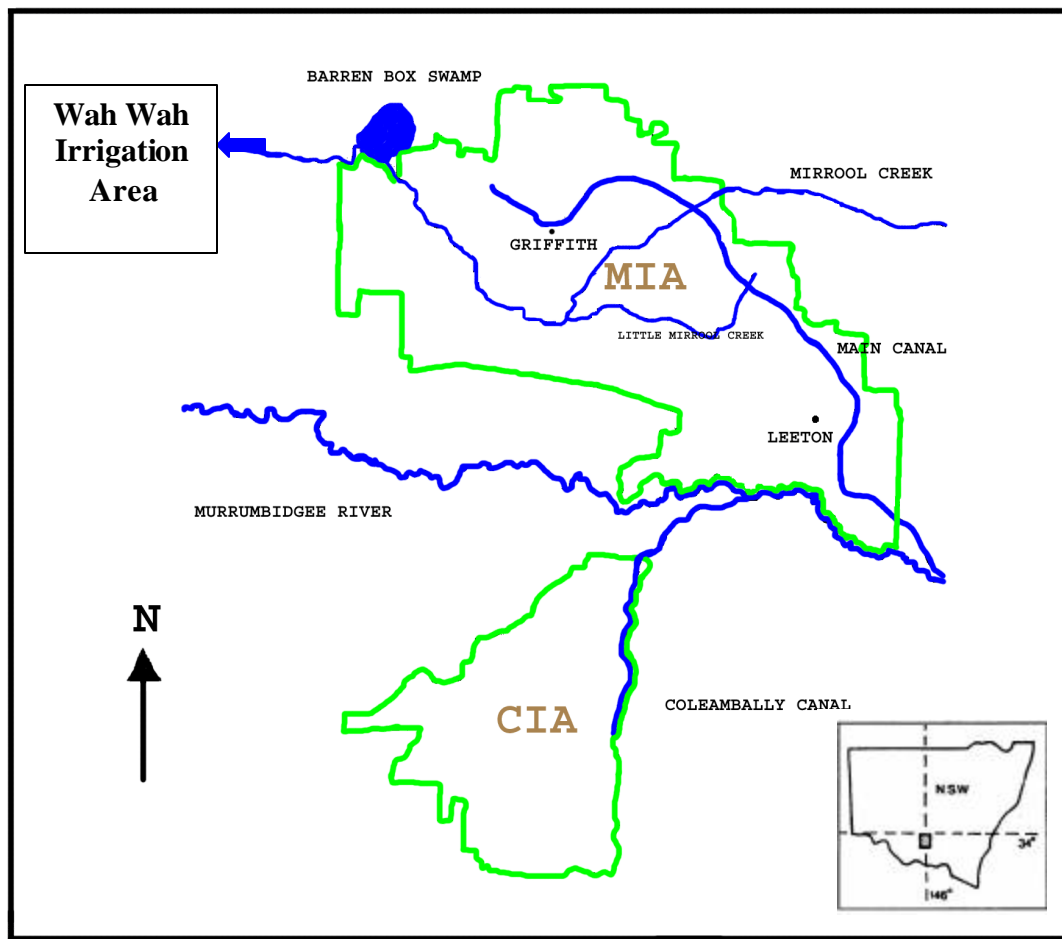 BARREN BOX SWAMP
Wah Wah
Irrigation
Area
MIRROOL CREEK
GRIFFITH
MIA
LITTLE MIRROOL CREEK
MAIN CANAL
LEETON
MURRUMBIDGEE RIVER
N
CIA
COLEAMBALLY CANAL
NSW
34°
146°